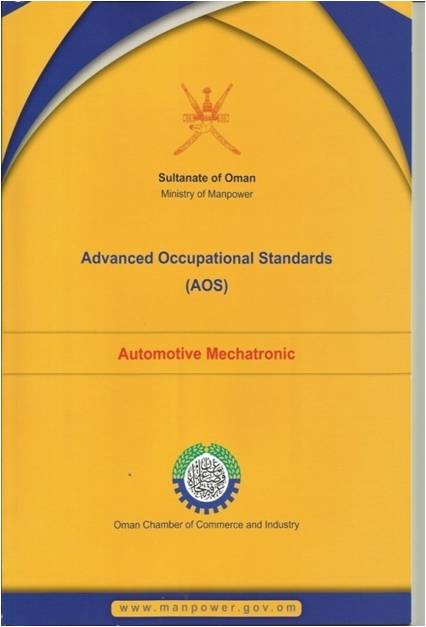 Sultanate of Oman
Ministry of Manpower
Advanced Occupational Standards
(AOS)
Automotive Mechatronic
Oman Chamber of Commerce and Industry
www.manpower.gov.om